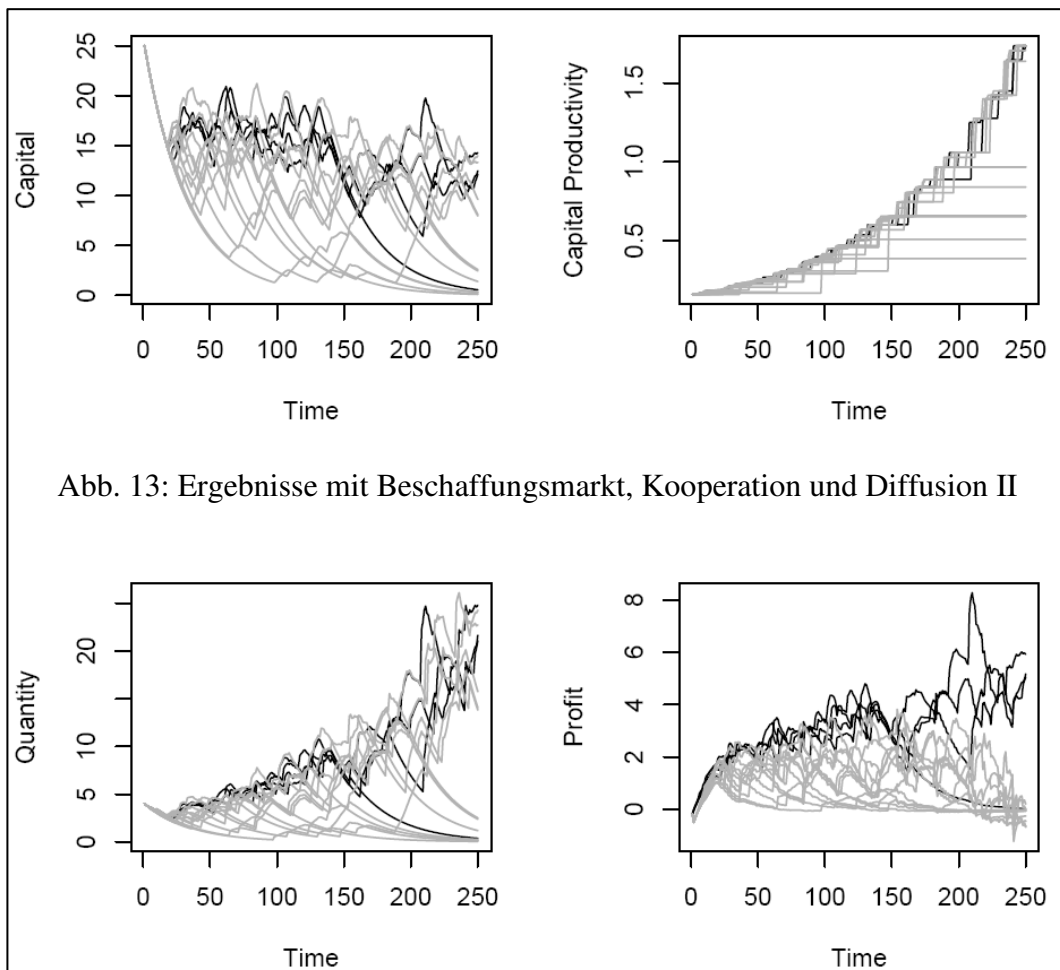 Capital
25
20
15
10
5
0
0 50 100 150 200 250
Time
Capital Productivity
1.5
1.0
0.5
0 50 100 150 200 250
Time
Abb. 13: Ergebnisse mit Beschaffungsmarkt, Kooperation und Diffusion II
Quantity
20
10
5
0
0 50 100 150 200 250
Time
Profit
8
6
4
2
0
0 50 100 150 200 250
Time